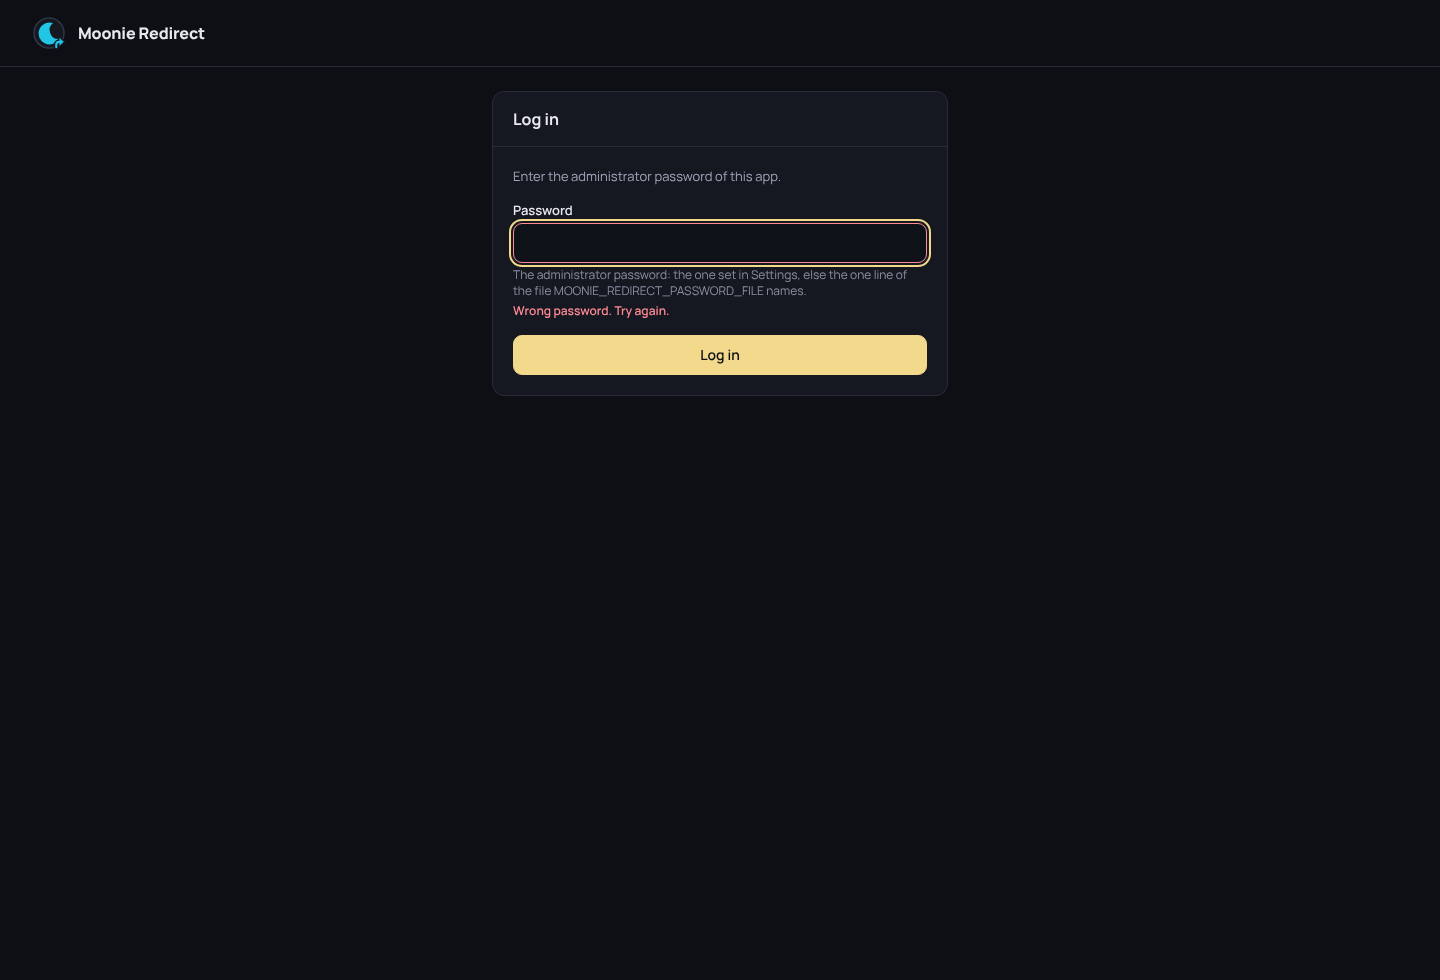 Moonie Redirect
Log in
Enter the administrator password of this app.
Password
The administrator password: the one set in Settings, else the one line of
the file MOONIE_REDIRECT_PASSWORD_FILE names.
Wrong password. Try again.
Log in